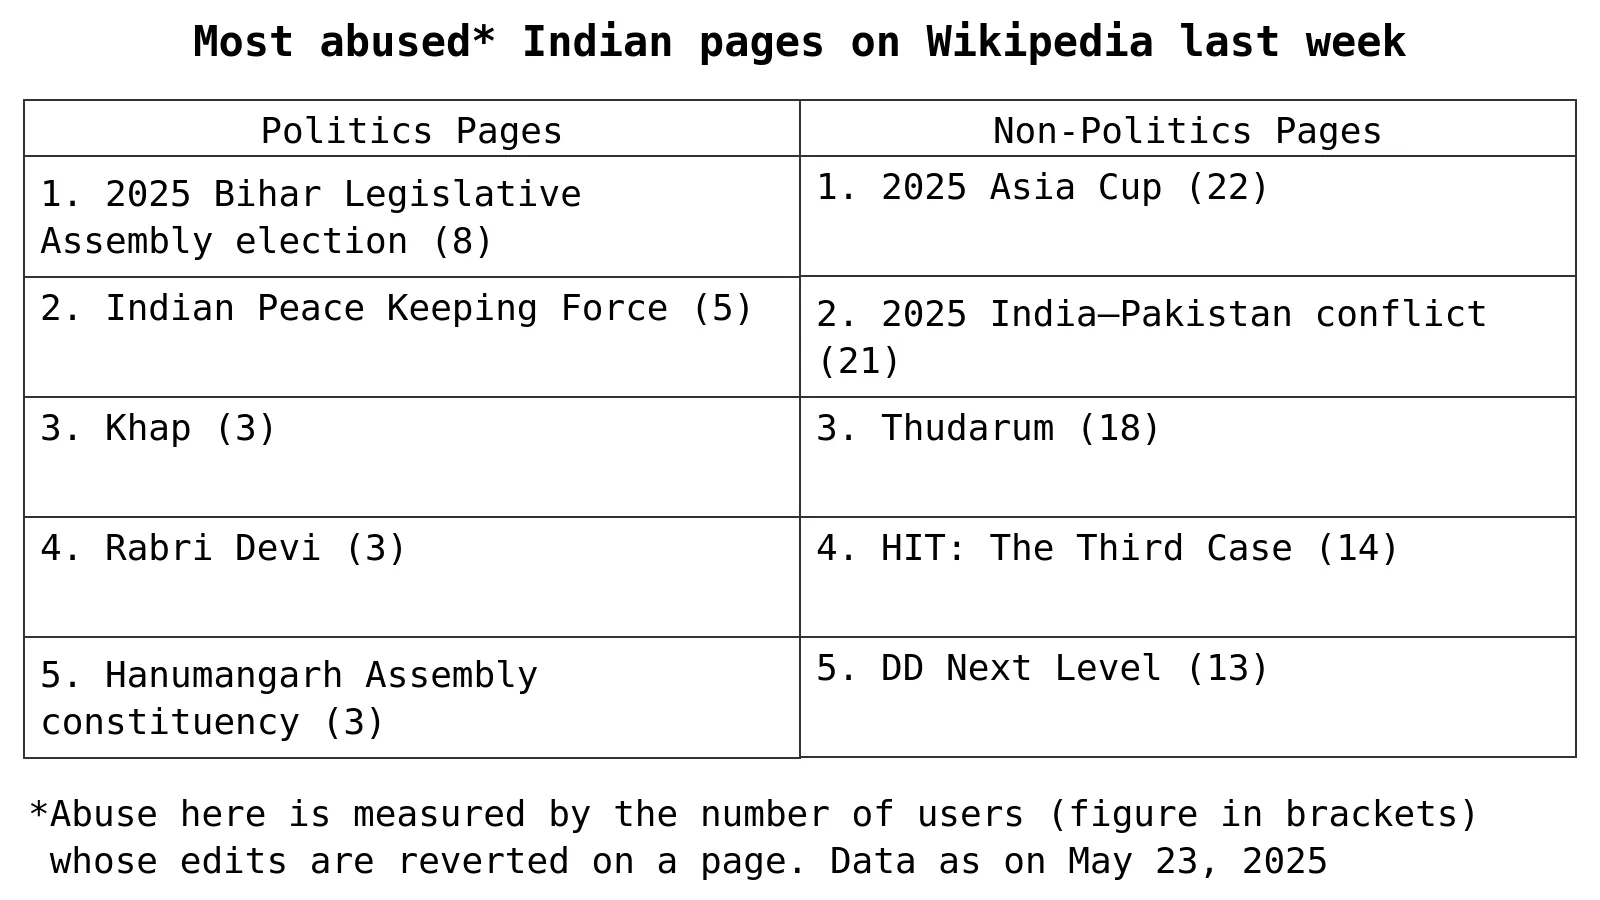 Most abused* Indian pages on Wikipedia last week
Politics Pages
Non-Politics Pages
1. 2025 Bihar Legislative
Assembly election (8)
1. 2025 Asia Cup (22)
2. Indian Peace Keeping Force (5)
2. 2025 India–Pakistan conflict
(21)
3. Khap (3)
3. Thudarum (18)
4. Rabri Devi (3)
4. HIT: The Third Case (14)
5. Hanumangarh Assembly
constituency (3)
5. DD Next Level (13)
*Abuse here is measured by the number of users (figure in brackets)
whose edits are reverted on a page. Data as on May 23, 2025